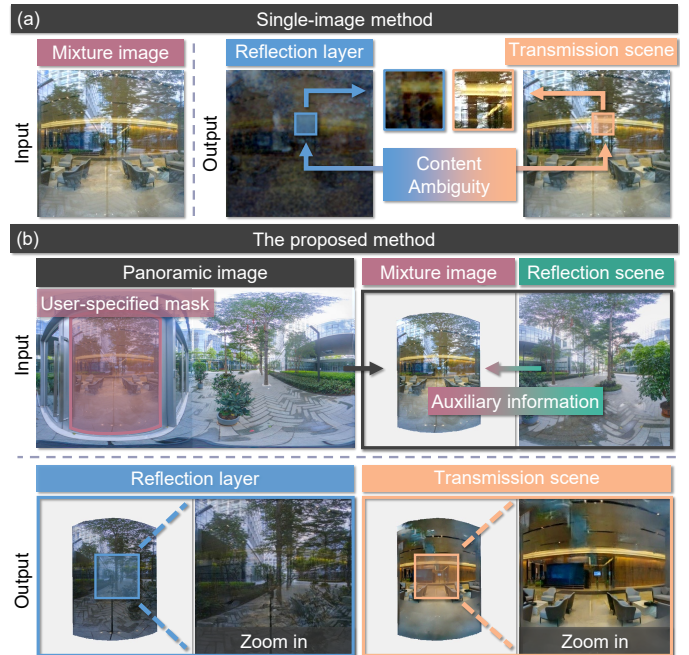 (a)
Single-image method
Mixture image
Reflection layer
Transmission scene
Input
Output
Content
Ambiguity
(b)
The proposed method
Panoramic image
Mixture image
Reflection scene
User-specified mask
Input
Auxiliary information
Reflection layer
Transmission scene
Output
Zoom in
Zoom in